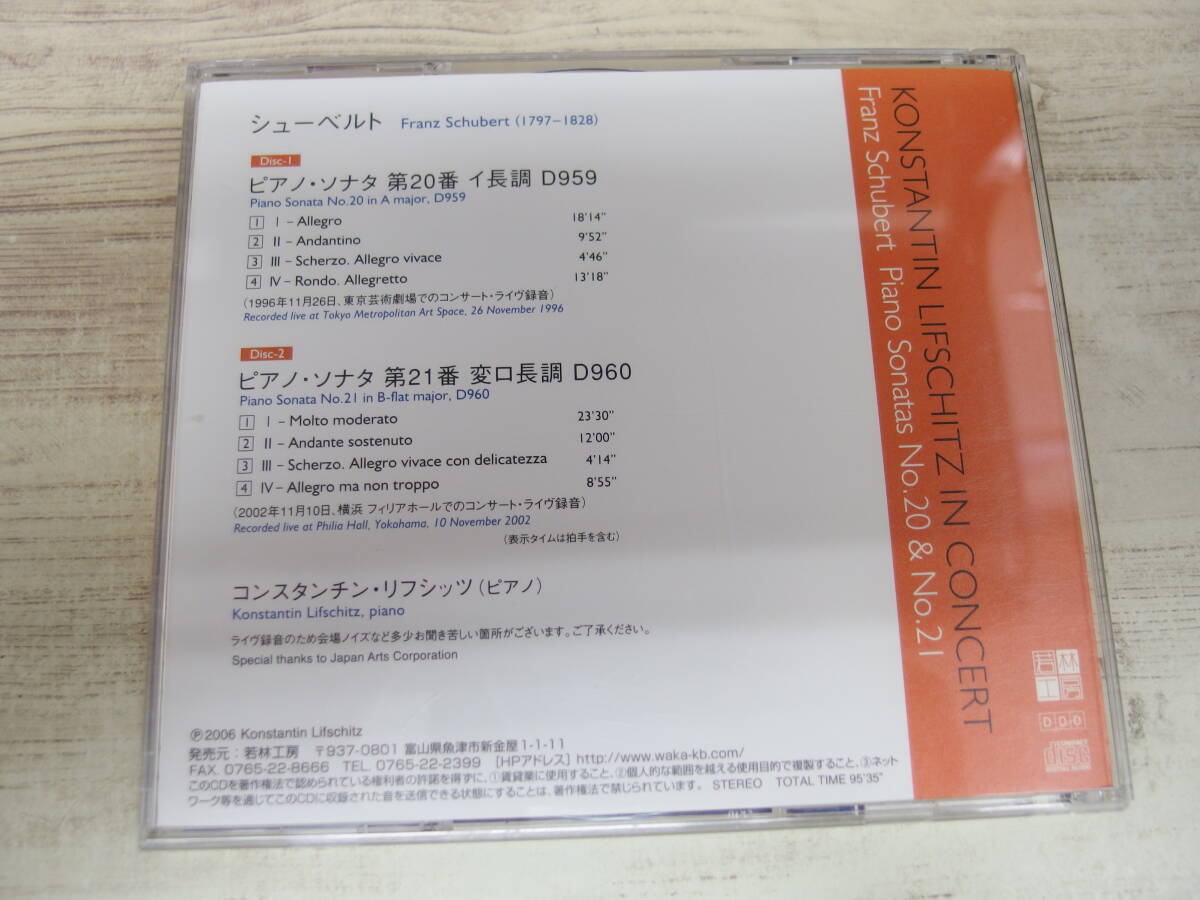 シューベルト Franz Schubert (1797–1828)
Disc-1
ピアノ・ソナタ 第20番 イ長調 D959
Piano Sonata No.20 in A major, D959
1 I – Allegro 18'14"
2 II – Andantino 9'52"
3 III – Scherzo. Allegro vivace 4'46"
4 IV – Rondo. Allegretto 13'18"
(1996年11月26日、東京芸術劇場でのコンサート・ライヴ録音)
Recorded live at Tokyo Metropolitan Art Space, 26 November 1996
Disc-2
ピアノ・ソナタ 第21番 変ロ長調 D960
Piano Sonata No.21 in B-flat major, D960
1 I – Molto moderato 23'30"
2 II – Andante sostenuto 12'00"
3 III – Scherzo. Allegro vivace con delicatezza 4'14"
4 IV – Allegro ma non troppo 8'55"
(2002年11月10日、横浜 フィリアホールでのコンサート・ライヴ録音)
Recorded live at Philia Hall, Yokohama, 10 November 2002
(表示タイムは拍手を含む)
コンスタンチン・リフシッツ(ピアノ)
Konstantin Lifschitz, piano
ライヴ録音のため会場ノイズなど多少お聞き苦しい箇所がございます。ご了承ください。
Special thanks to Japan Arts Corporation
℗2006 Konstantin Lifschitz
発売元:若林工房 〒937-0801 富山県魚津市新金屋1-1-11
FAX. 0765-22-8666 TEL. 0765-22-2399 [HPアドレス] http://www.waka-kb.com/
このCDを著作権法で認められている権利者の許諾を得ずに、①賃貸業に使用すること、②個人的な範囲を越える使用目的で複製すること、③ネット
ワーク等を通じてこのCDに収録された音を送信できる状態にすることは、著作権法で禁じられています。 STEREO TOTAL TIME 95'35"
KONSTANTIN LIFSCHITZ IN CONCERT
Franz Schubert Piano Sonatas No.20 & No.21
若林
工房
DDD
COMPACT
disc
DIGITAL AUDIO